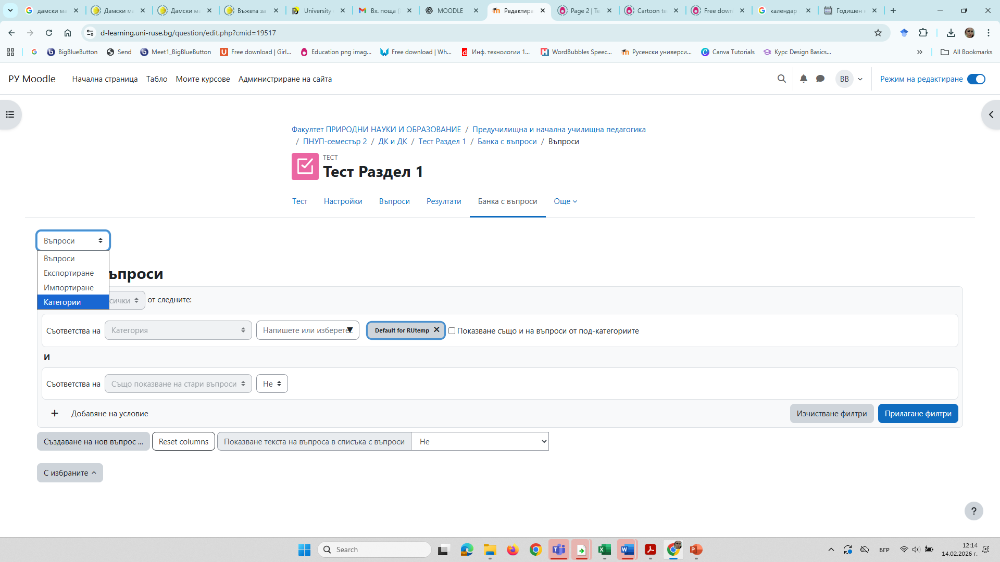 дамски ма
Дамски ма
Дамски ма
Въжета за
University
Вх. поща (
MOODLE
Редактира
Page 2 | Te
Cartoon te
Free down
календар
Годишен
d-learning.uni-ruse.bg/question/edit.php?cmid=19517
BigBlueButton
Send
Meet1_BigBlueButton
Free download | Girl...
Education png imag...
Free download | Wh...
Инф. технологии 1...
WordBubbles Speec...
Русенски универси...
Canva Tutorials
Курс Design Basics...
All Bookmarks
РУ Moodle
Начална страница
Табло
Моите курсове
Администриране на сайта
BB
Режим на редактиране
Факултет ПРИРОДНИ НАУКИ И ОБРАЗОВАНИЕ / Предучилищна и начална училищна педагогика
/ ПНУП-семестър 2 / ДК и ДК / Тест Раздел 1 / Банка с въпроси / Въпроси
ТЕСТ
Тест Раздел 1
Тест
Настройки
Въпроси
Резултати
Банка с въпроси
Още
Въпроси
Въпроси
Експортиране
Импортиране
Категории
ъпроси
сички
от следните:
Съответства на
Категория
Напишете или изберете
Default for RUtemp
Показване също и на въпроси от под-категориите
И
Съответства на
Също показване на стари въпроси
Не
+ Добавяне на условие
Изчистване филтри
Прилагане филтри
Създаване на нов въпрос ...
Reset columns
Показване текста на въпроса в списъка с въпроси
Не
С избраните
?
Search
БГР
12:14
14.02.2026 г.